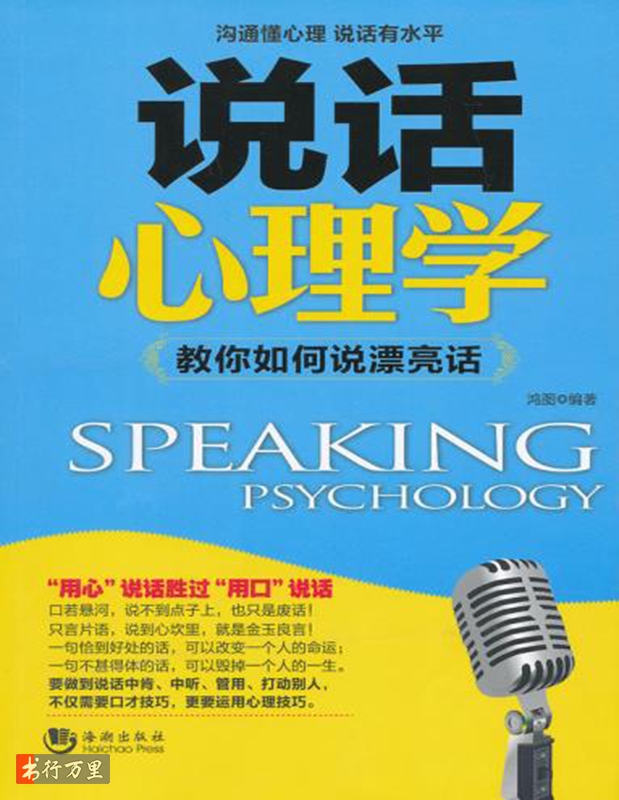 沟通懂心理 说话有水平
说话
心理学
教你如何说漂亮话
鸿图 编著
SPEAKING
PSYCHOLOGY
“用心”说话胜过“用口”说话
口若悬河，说不到点子上，也只是废话！
只言片语，说到心坎里，就是金玉良言！
一句恰到好处的话，可以改变一个人的命运；
一句不甚得体的话，可以毁掉一个人的一生。
要做到说话中肯、中听、管用、打动别人，
不仅需要口才技巧，更要运用心理技巧。
海潮出版社
Haichao Press
书行万里